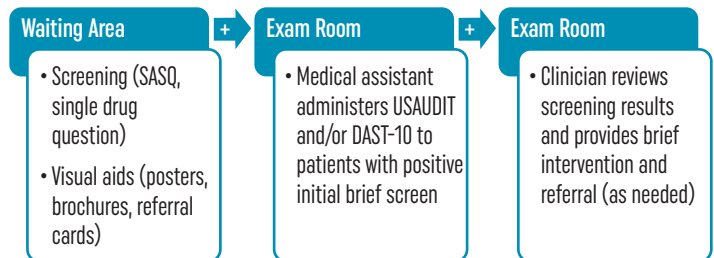 Waiting Area
• Screening (SASQ,
single drug
question)
• Visual aids (posters,
brochures, referral
cards)
+
Exam Room
• Medical assistant
administers USAUDIT
and/or DAST-10 to
patients with positive
initial brief screen
+
Exam Room
• Clinician reviews
screening results
and provides brief
intervention and
referral (as needed)